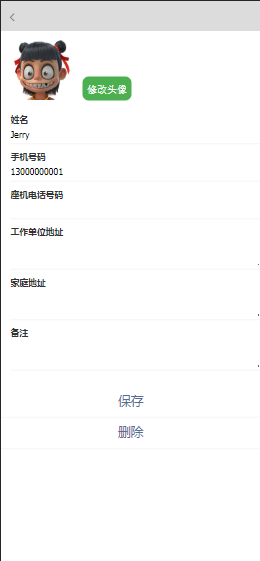 修改头像
姓名
Jerry
手机号码
13000000001
座机电话号码
工作单位地址
家庭地址
备注
保存
删除